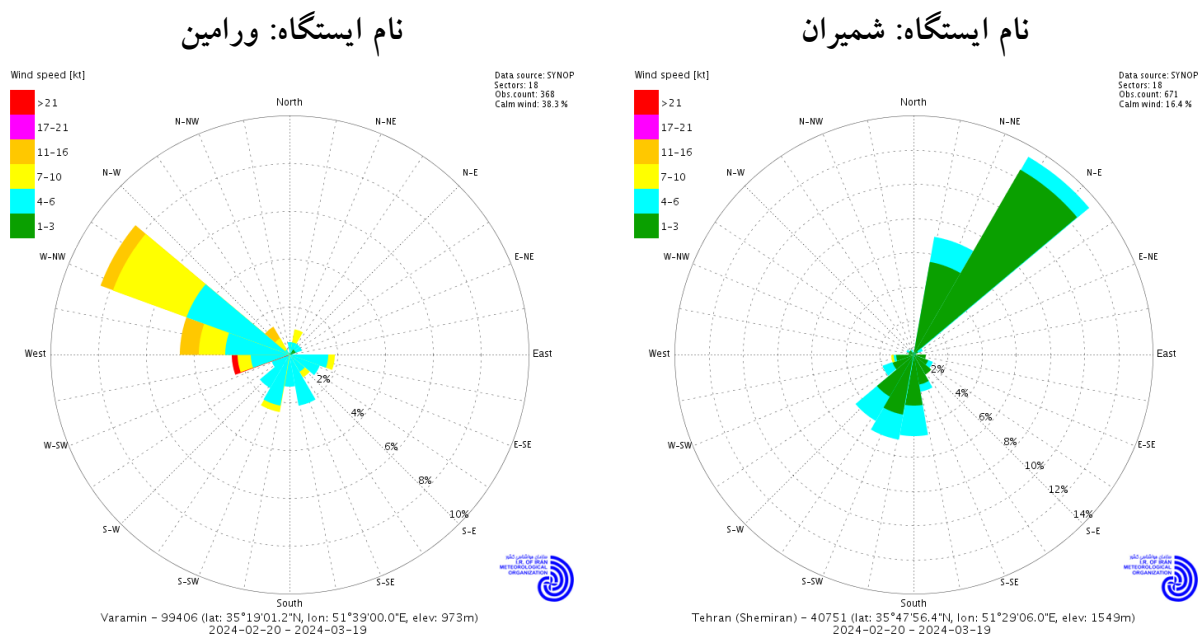 نام ایستگاه: ورامین
Wind speed [kt]
>21
17-21
11-16
7-10
4-6
1-3
Data source: SYNOP
Sectors: 18
Obs.count: 368
Calm wind: 38.3 %
North
N-NW
N-NE
N-W
N-E
W-NW
E-NE
West
East
2%
4%
6%
8%
10%
W-SW
E-SE
S-W
S-E
S-SW
S-SE
South
سازمان هواشناسی کشور
I.R. OF IRAN
METEOROLOGICAL
ORGANIZATION
Varamin - 99406 (lat: 35°19'01.2"N, lon: 51°39'00.0"E, elev: 973m)
2024-02-20 - 2024-03-19
نام ایستگاه: شمیران
Wind speed [kt]
>21
17-21
11-16
7-10
4-6
1-3
Data source: SYNOP
Sectors: 18
Obs.count: 671
Calm wind: 16.4 %
North
N-NW
N-NE
N-W
N-E
W-NW
E-NE
West
East
2%
4%
6%
8%
10%
12%
14%
W-SW
E-SE
S-W
S-E
S-SW
S-SE
South
سازمان هواشناسی کشور
I.R. OF IRAN
METEOROLOGICAL
ORGANIZATION
Tehran (Shemiran) - 40751 (lat: 35°47'56.4"N, lon: 51°29'06.0"E, elev: 1549m)
2024-02-20 - 2024-03-19